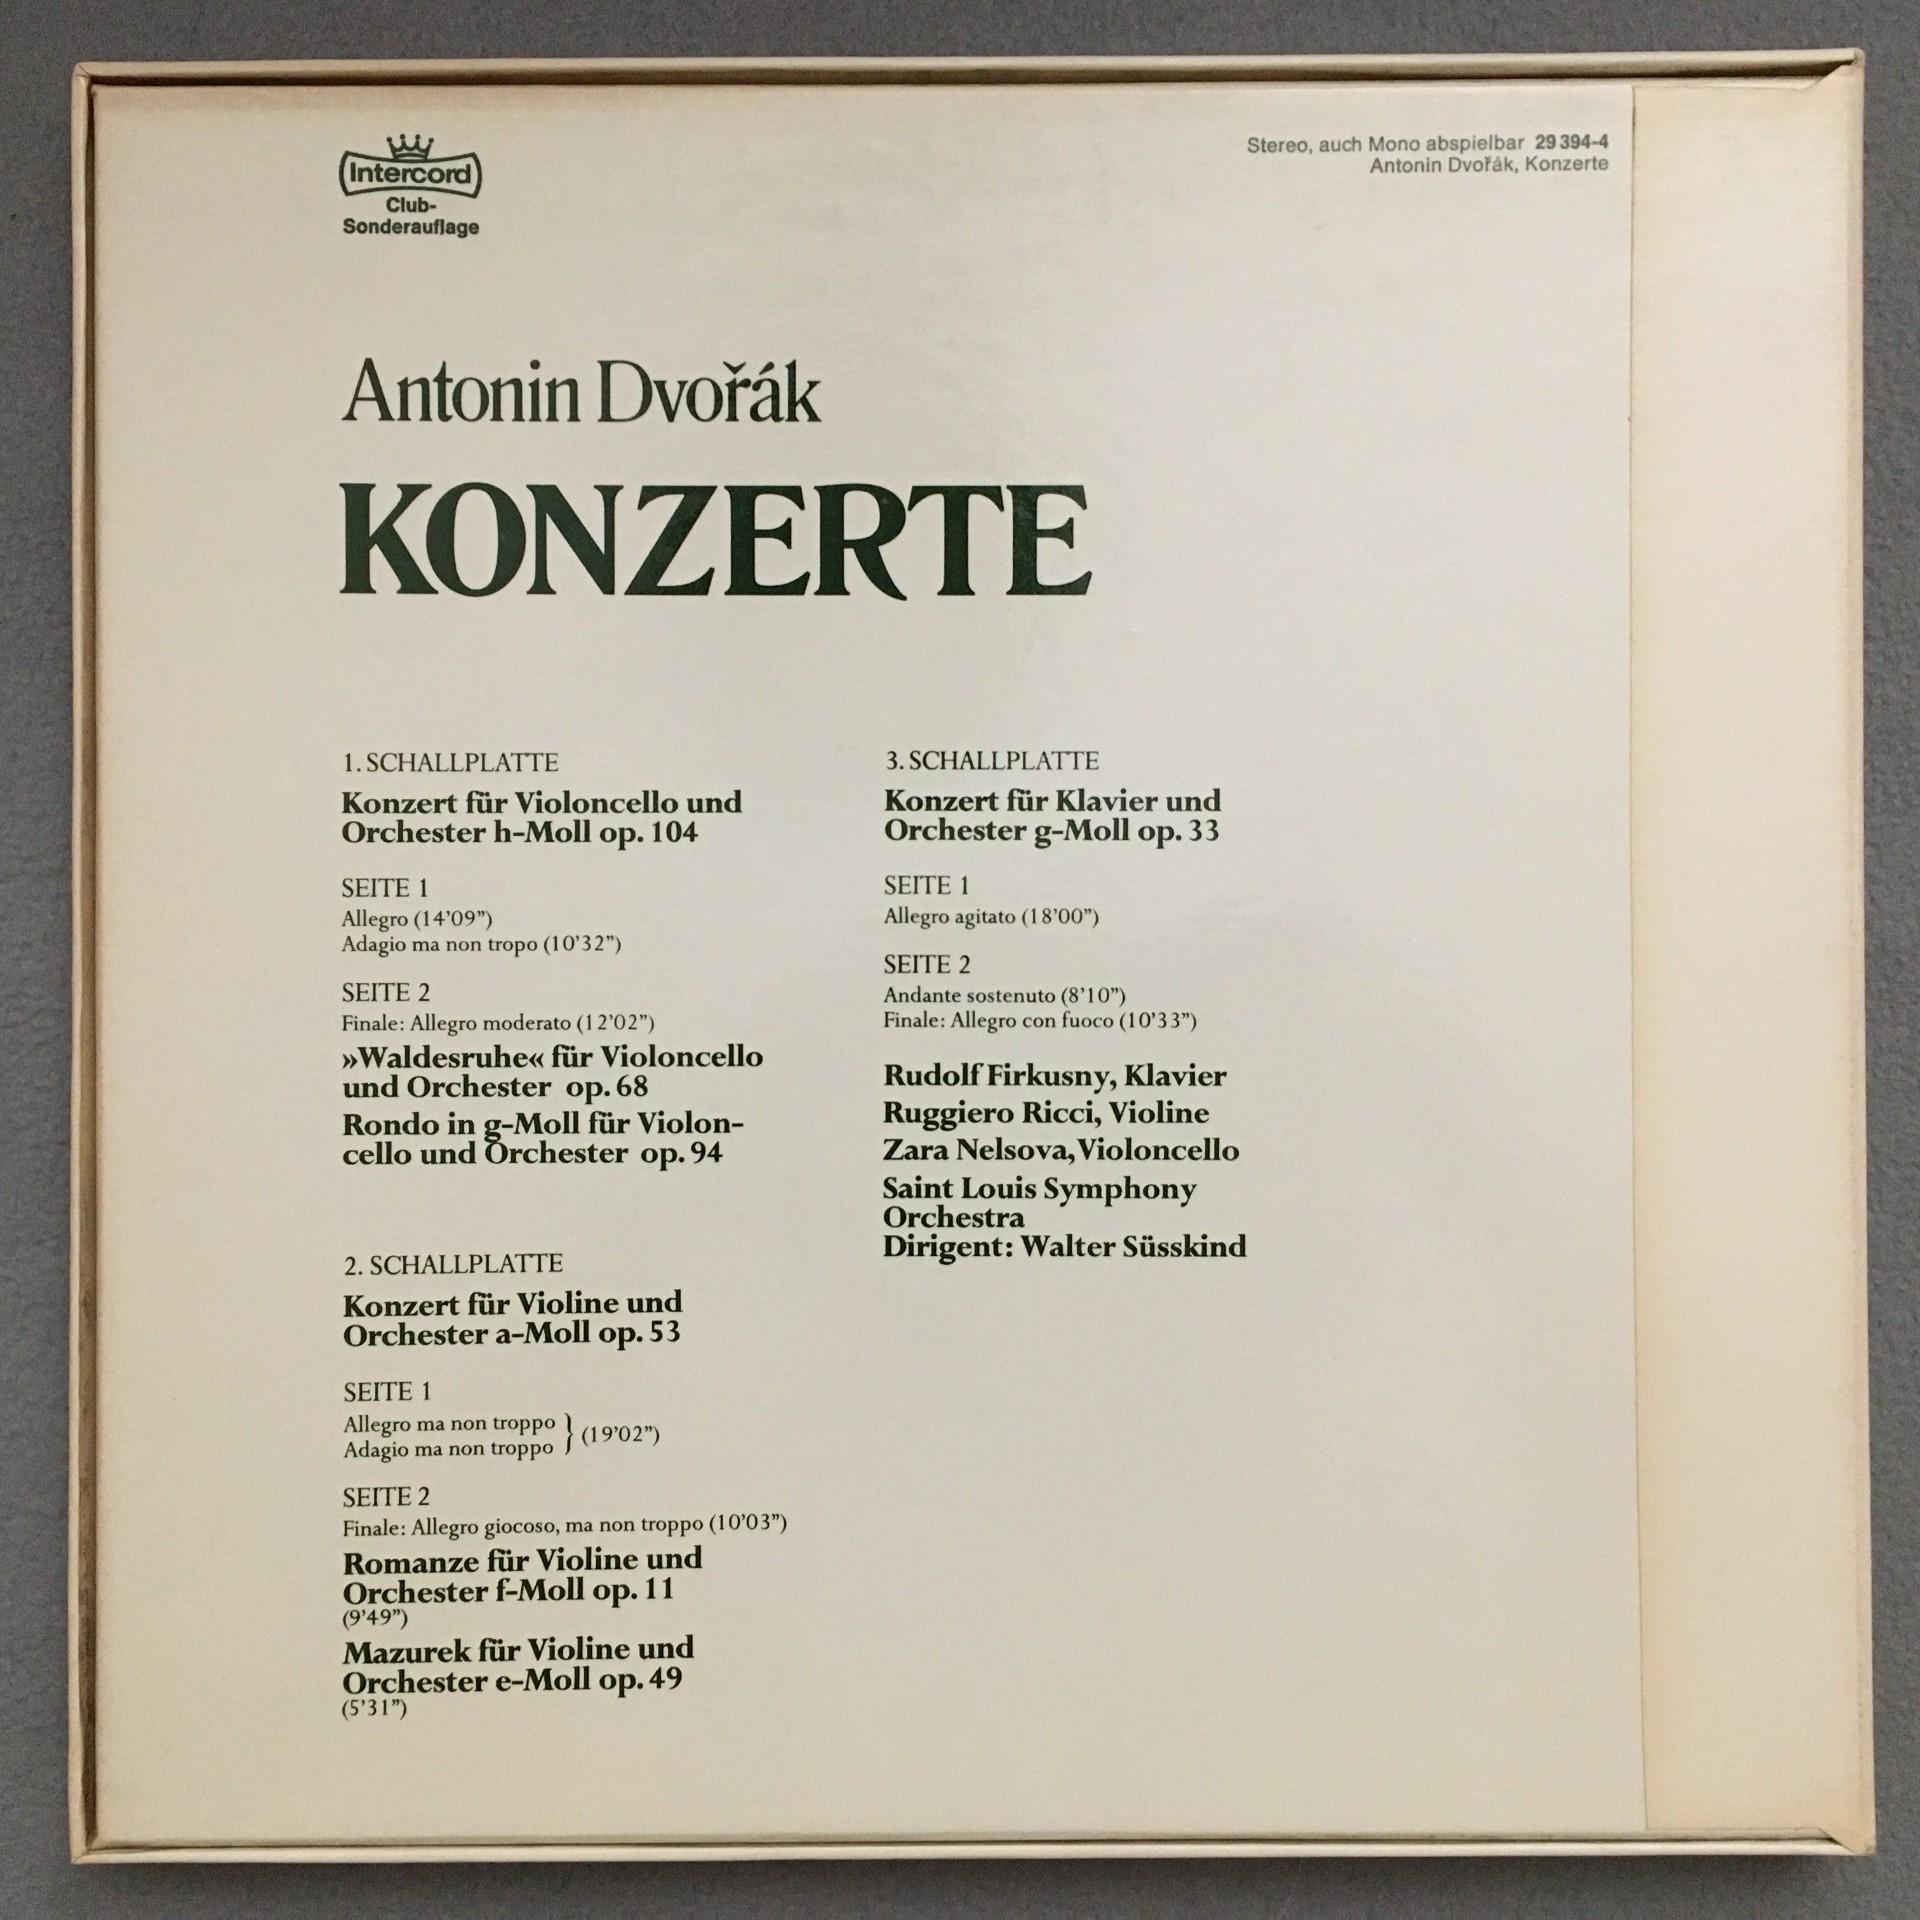 Intercord
Club-
Sonderauflage
Stereo, auch Mono abspielbar 29 394-4
Antonin Dvořák, Konzerte
Antonin Dvořák
KONZERTE
1. SCHALLPLATTE
Konzert für Violoncello und
Orchester h-Moll op. 104
SEITE 1
Allegro (14'09")
Adagio ma non tropo (10'32")
SEITE 2
Finale: Allegro moderato (12'02")
»Waldesruhe« für Violoncello
und Orchester op. 68
Rondo in g-Moll für Violon-
cello und Orchester op. 94
2. SCHALLPLATTE
Konzert für Violine und
Orchester a-Moll op. 53
SEITE 1
Allegro ma non troppo
Adagio ma non troppo } (19'02")
SEITE 2
Finale: Allegro giocoso, ma non troppo (10'03")
Romanze für Violine und
Orchester f-Moll op. 11
(9'49")
Mazurek für Violine und
Orchester e-Moll op. 49
(5'31")
3. SCHALLPLATTE
Konzert für Klavier und
Orchester g-Moll op. 33
SEITE 1
Allegro agitato (18'00")
SEITE 2
Andante sostenuto (8'10")
Finale: Allegro con fuoco (10'33")
Rudolf Firkusny, Klavier
Ruggiero Ricci, Violine
Zara Nelsova, Violoncello
Saint Louis Symphony
Orchestra
Dirigent: Walter Süsskind